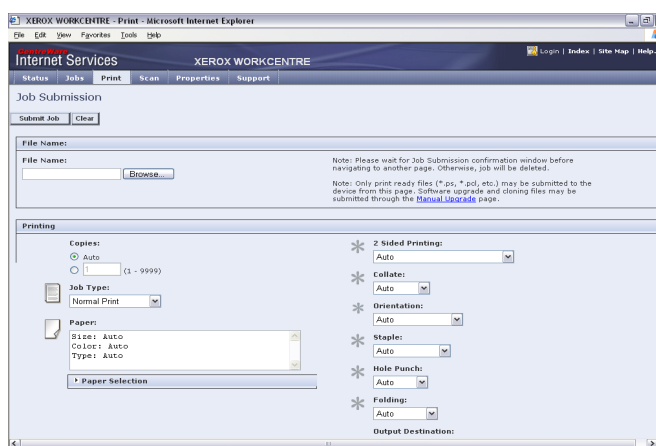 XEROX WORKCENTRE - Print - Microsoft Internet Explorer
File Edit View Favorites Tools Help
CentreWare
Internet Services XEROX WORKCENTRE
Login | Index | Site Map | Help
Status Jobs Print Scan Properties Support
Job Submission
Submit Job Clear
File Name:
File Name:
Browse...
Note: Please wait for Job Submission confirmation window before
navigating to another page. Otherwise, job will be deleted.
Note: Only print ready files (*.ps, *.pcl, etc.) may be submitted to the
device from this page. Software upgrade and cloning files may be
submitted through the Manual Upgrade page.
Printing
Copies:
Auto
1 (1 - 9999)
Job Type:
Normal Print
Paper:
Size: Auto
Color: Auto
Type: Auto
Paper Selection
2 Sided Printing:
Auto
Collate:
Auto
Orientation:
Auto
Staple:
Auto
Hole Punch:
Auto
Folding:
Auto
Output Destination: